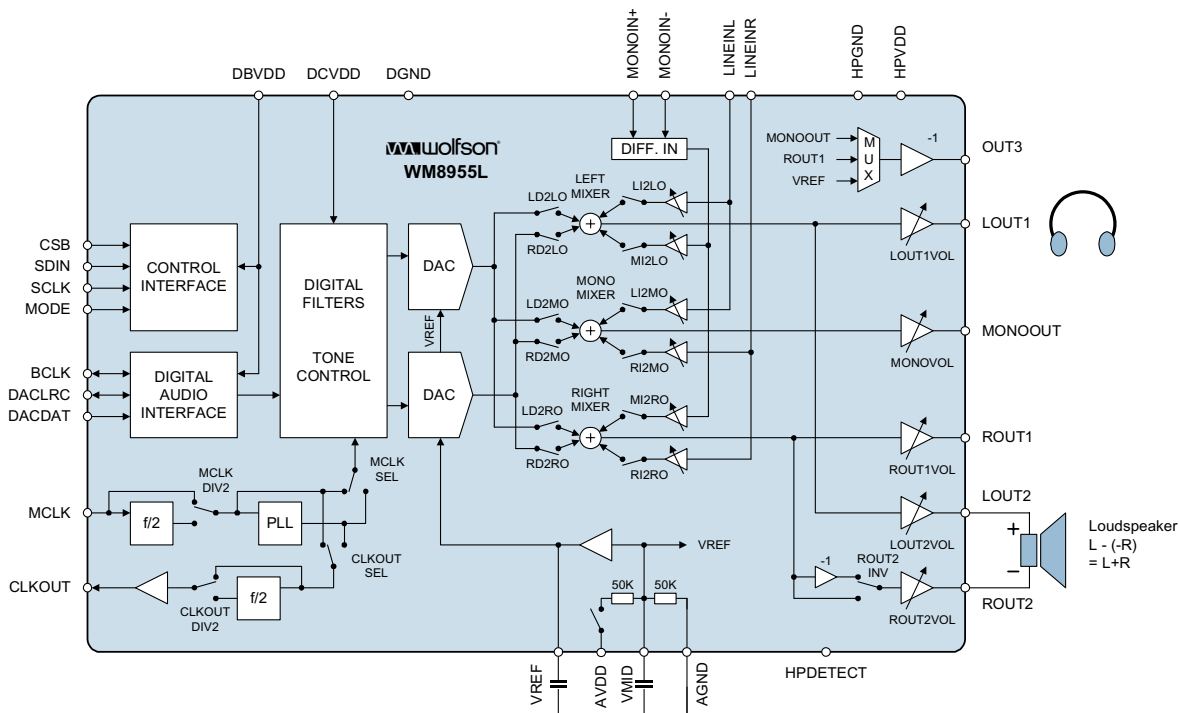 MONOIN+
MONOIN-
LINEINL
LINEINR
HPGND
HPVDD
DBVDD
DCVDD
DGND
wolfson®
WM8955L
DIFF. IN
MONOOUT
ROUT1
VREF
MUX
-1
OUT3
CSB
SDIN
SCLK
MODE
CONTROL
INTERFACE
DIGITAL
FILTERS
TONE
CONTROL
DAC
VREF
DAC
LD2LO
LEFT
MIXER
LI2LO
+
RD2LO
MI2LO
LOUT1VOL
LOUT1
LD2MO
MONO
MIXER
LI2MO
+
RD2MO
RI2MO
MONOVOL
MONOOUT
BCLK
DACLRC
DACDAT
DIGITAL
AUDIO
INTERFACE
LD2RO
RIGHT
MIXER
MI2RO
+
RD2RO
RI2RO
ROUT1VOL
ROUT1
MCLK
f/2
MCLK
DIV2
PLL
MCLK
SEL
CLKOUT
SEL
CLKOUT
CLKOUT
DIV2
f/2
VREF
50K
50K
LOUT2VOL
LOUT2
-1
ROUT2
INV
ROUT2VOL
ROUT2
+
–
Loudspeaker
L - (-R)
= L+R
VREF
AVDD
VMID
AGND
HPDETECT